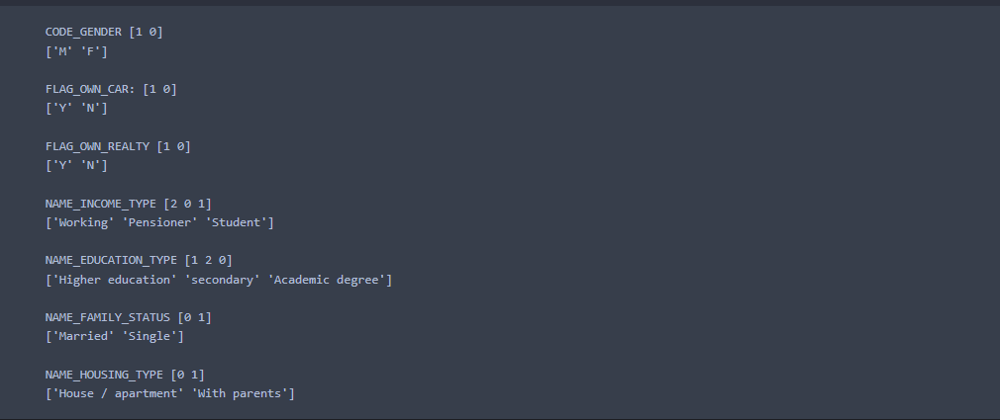 CODE_GENDER [1 0]
['M' 'F']
FLAG_OWN_CAR: [1 0]
['Y' 'N']
FLAG_OWN_REALTY [1 0]
['Y' 'N']
NAME_INCOME_TYPE [2 0 1]
['Working' 'Pensioner' 'Student']
NAME_EDUCATION_TYPE [1 2 0]
['Higher education' 'secondary' 'Academic degree']
NAME_FAMILY_STATUS [0 1]
['Married' 'Single']
NAME_HOUSING_TYPE [0 1]
['House / apartment' 'With parents']